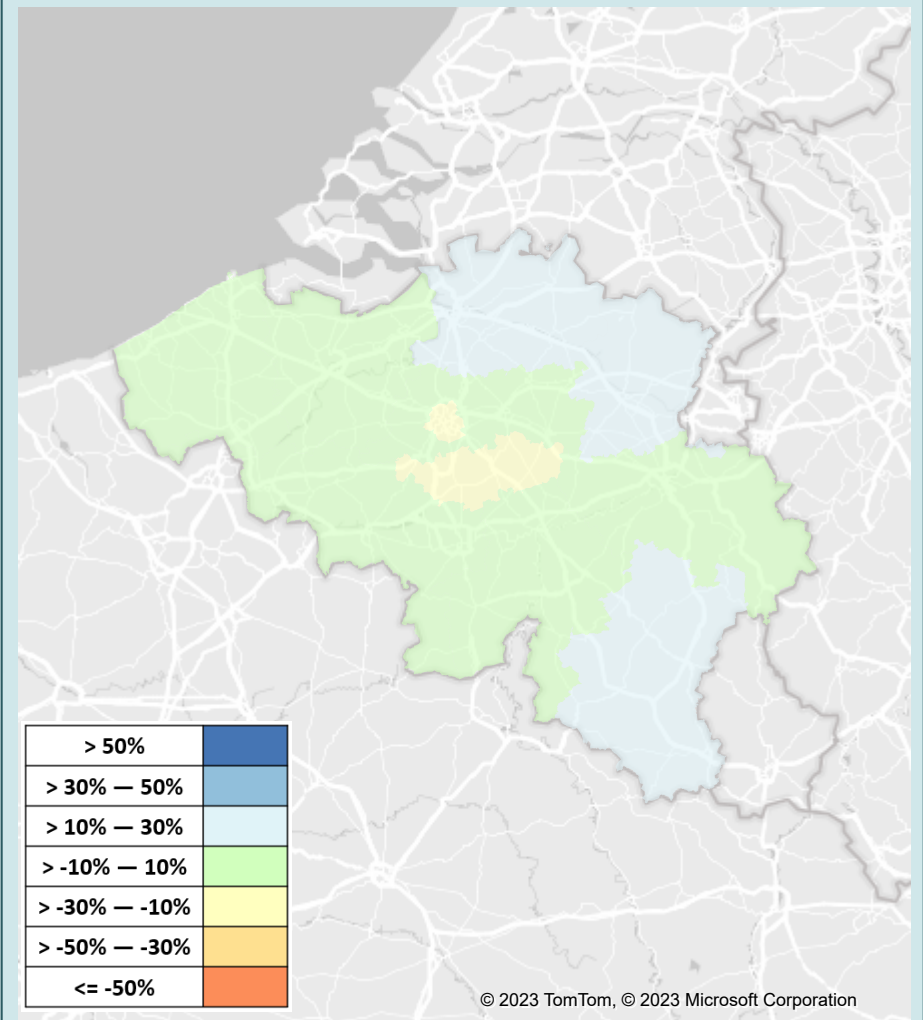 > 50%
> 30% — 50%
> 10% — 30%
> -10% — 10%
> -30% — -10%
> -50% — -30%
<= -50%
© 2023 TomTom, © 2023 Microsoft Corporation